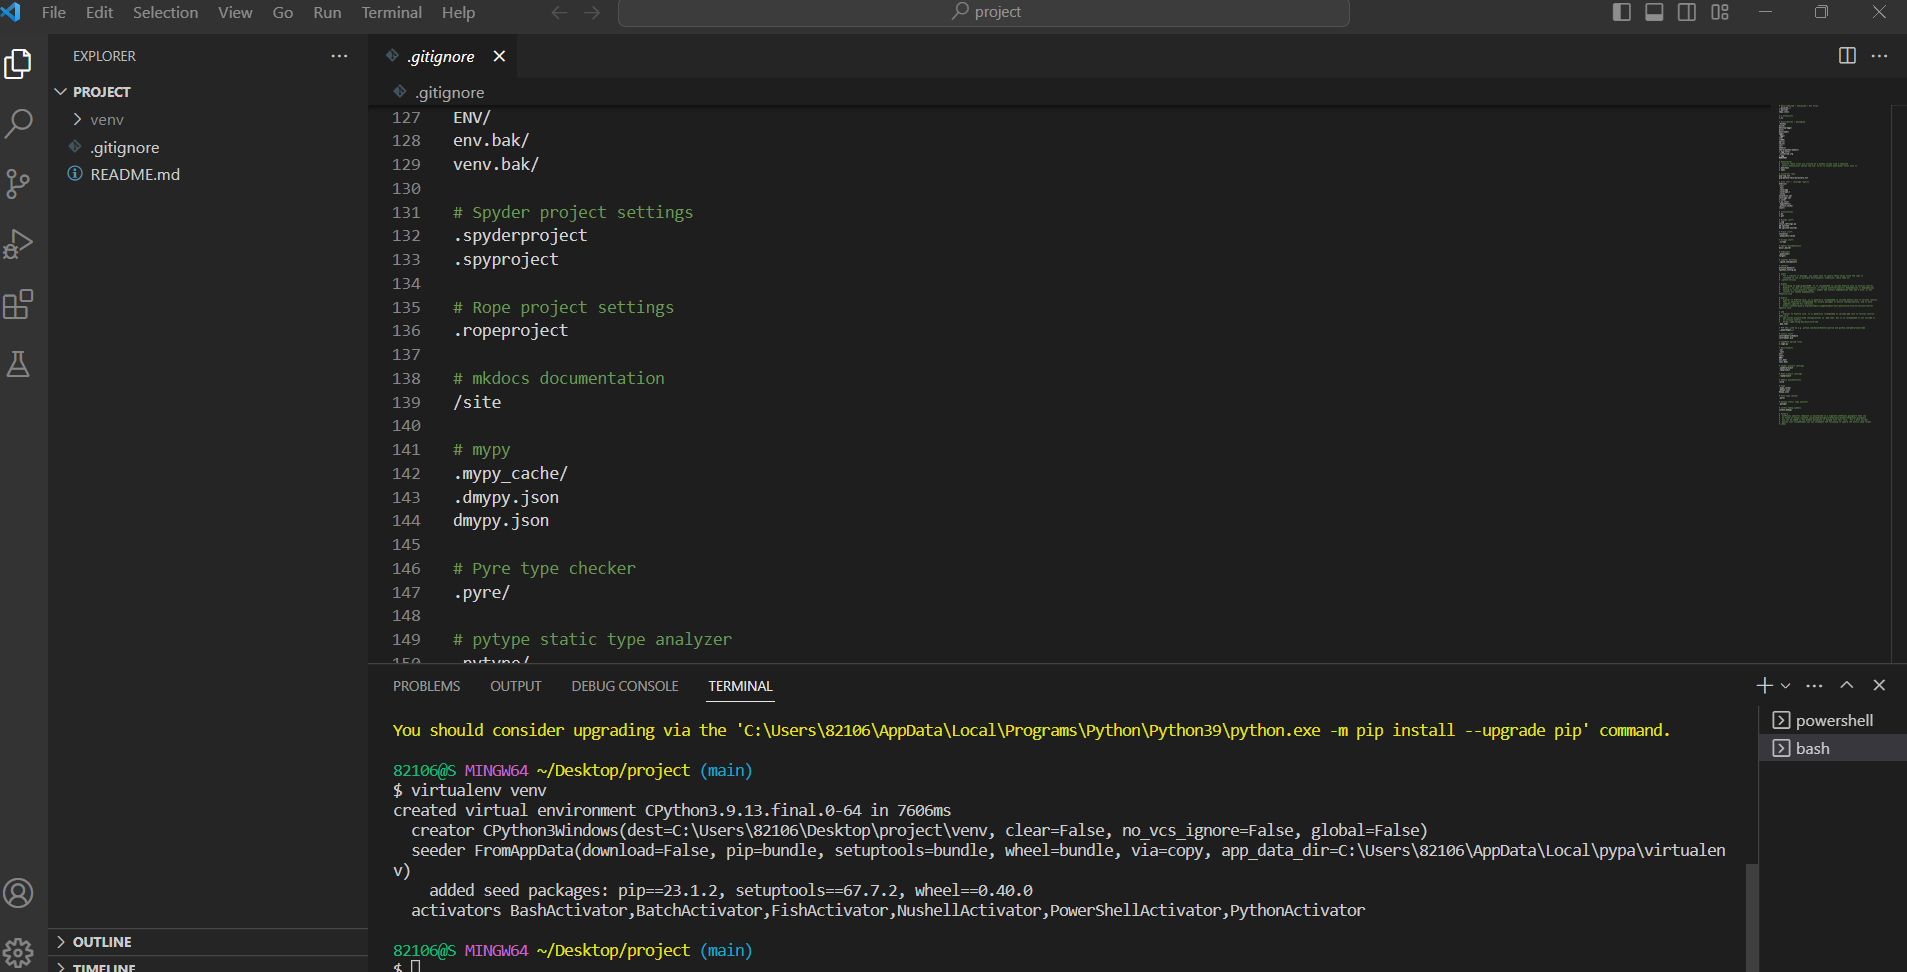 File Edit Selection View Go Run Terminal Help
project
EXPLORER
PROJECT
venv
.gitignore
README.md
OUTLINE
TIMELINE
.gitignore
.gitignore
127 ENV/
128 env.bak/
129 venv.bak/
130
131 # Spyder project settings
132 .spyderproject
133 .spyproject
134
135 # Rope project settings
136 .ropeproject
137
138 # mkdocs documentation
139 /site
140
141 # mypy
142 .mypy_cache/
143 .dmypy.json
144 dmypy.json
145
146 # Pyre type checker
147 .pyre/
148
149 # pytype static type analyzer
150 .pytype/
PROBLEMS OUTPUT DEBUG CONSOLE TERMINAL
You should consider upgrading via the 'C:\Users\82106\AppData\Local\Programs\Python\Python39\python.exe -m pip install --upgrade pip' command.
82106@S MINGW64 ~/Desktop/project (main)
$ virtualenv venv
created virtual environment CPython3.9.13.final.0-64 in 7606ms
creator CPython3Windows(dest=C:\Users\82106\Desktop\project\venv, clear=False, no_vcs_ignore=False, global=False)
seeder FromAppData(download=False, pip=bundle, setuptools=bundle, wheel=bundle, via=copy, app_data_dir=C:\Users\82106\AppData\Local\pypa\virtualen
v)
added seed packages: pip==23.1.2, setuptools==67.7.2, wheel==0.40.0
activators BashActivator,BatchActivator,FishActivator,NushellActivator,PowerShellActivator,PythonActivator
82106@S MINGW64 ~/Desktop/project (main)
$
powershell
bash